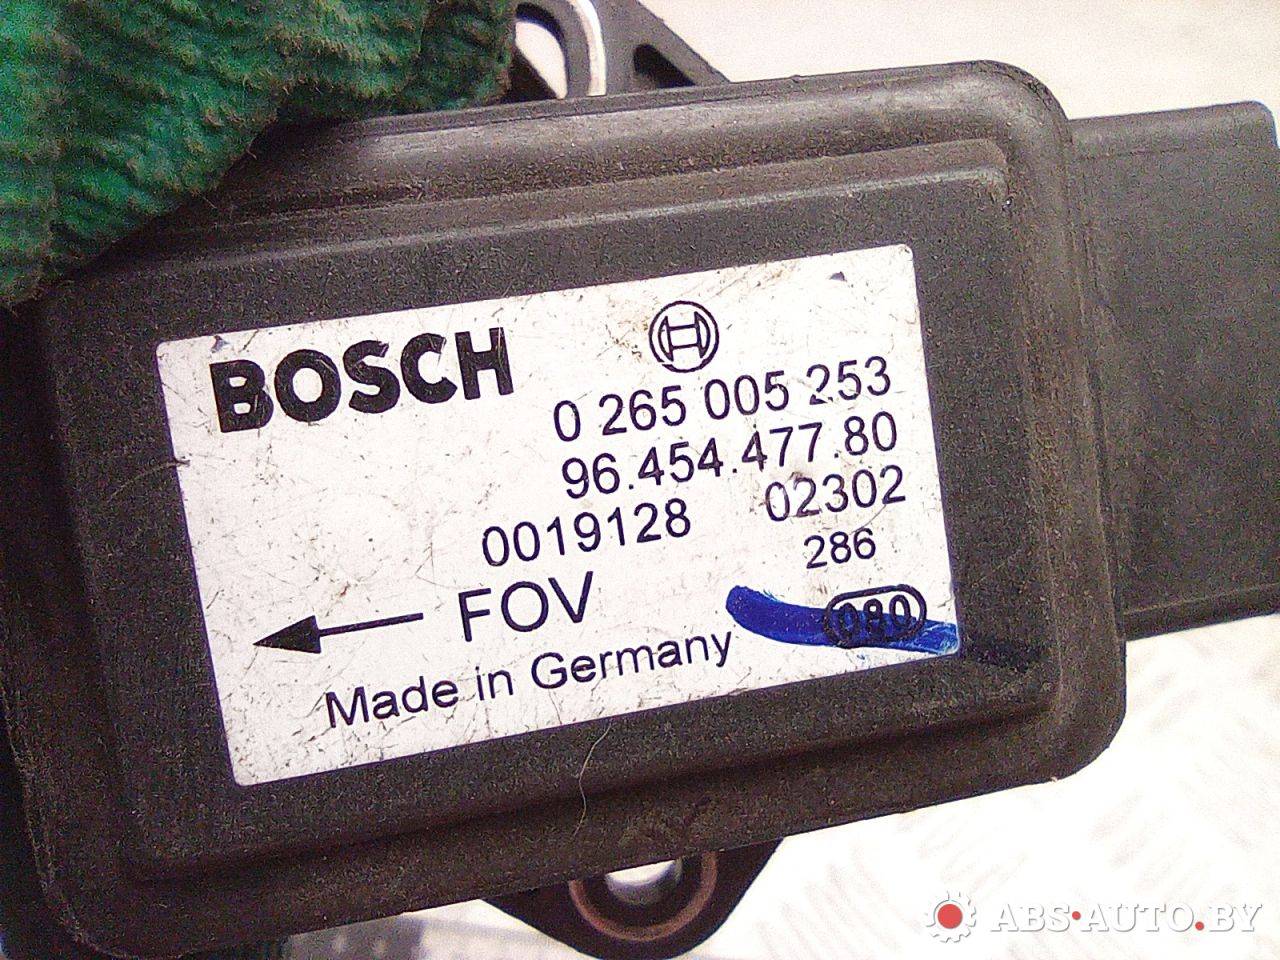 BOSCH
0 265 005 253
96.454.477.80
0019128 02302
286
FOV
080
Made in Germany
ABS-AUTO.BY